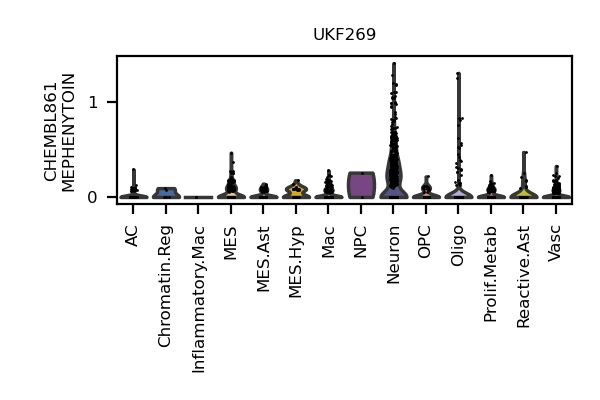 UKF269
CHEMBL861
MEPHENYTOIN
1
0
AC
Chromatin.Reg
Inflammatory.Mac
MES
MES.Ast
MES.Hyp
Mac
NPC
Neuron
OPC
Oligo
Prolif.Metab
Reactive.Ast
Vasc